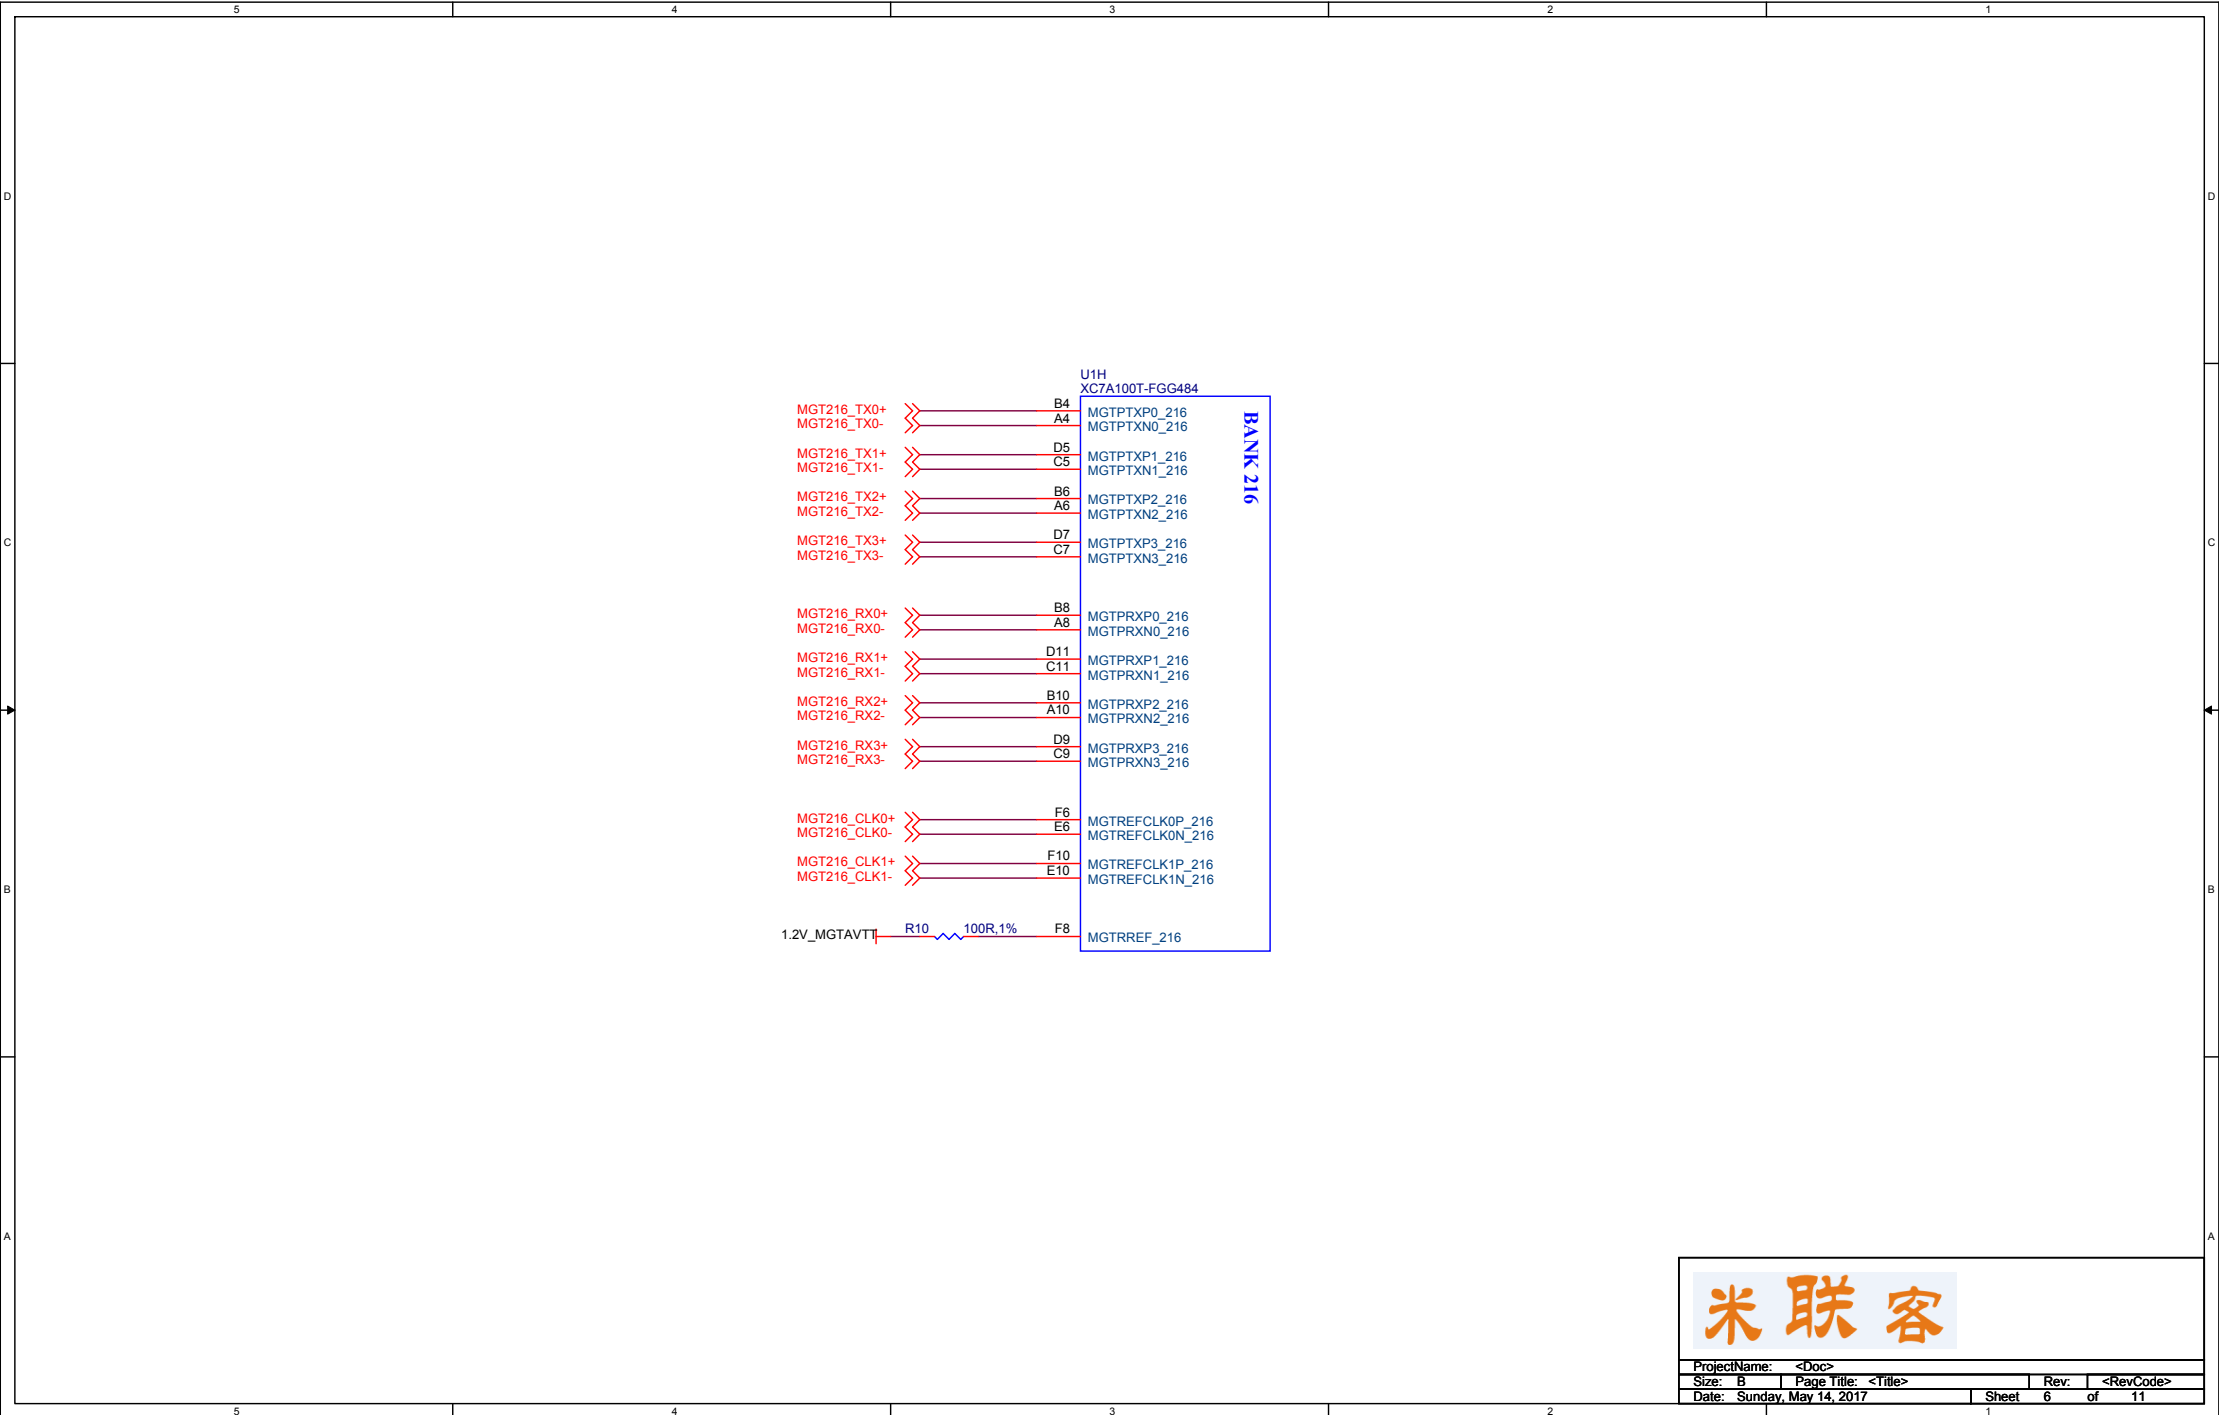 5 4 3 2 1
D D
C C
B B
A A
U1H
XC7A100T-FGG484
BANK 216
MGT216_TX0+ B4 MGTPTXP0_216
MGT216_TX0- A4 MGTPTXN0_216
MGT216_TX1+ D5 MGTPTXP1_216
MGT216_TX1- C5 MGTPTXN1_216
MGT216_TX2+ B6 MGTPTXP2_216
MGT216_TX2- A6 MGTPTXN2_216
MGT216_TX3+ D7 MGTPTXP3_216
MGT216_TX3- C7 MGTPTXN3_216
MGT216_RX0+ B8 MGTPRXP0_216
MGT216_RX0- A8 MGTPRXN0_216
MGT216_RX1+ D11 MGTPRXP1_216
MGT216_RX1- C11 MGTPRXN1_216
MGT216_RX2+ B10 MGTPRXP2_216
MGT216_RX2- A10 MGTPRXN2_216
MGT216_RX3+ D9 MGTPRXP3_216
MGT216_RX3- C9 MGTPRXN3_216
MGT216_CLK0+ F6 MGTREFCLK0P_216
MGT216_CLK0- E6 MGTREFCLK0N_216
MGT216_CLK1+ F10 MGTREFCLK1P_216
MGT216_CLK1- E10 MGTREFCLK1N_216
1.2V_MGTAVTT R10 100R,1% F8 MGTRREF_216
米联客
ProjectName: <Doc>
Size: B Page Title: <Title> Rev: <RevCode>
Date: Sunday, May 14, 2017 Sheet 6 of 11
5 4 3 2 1